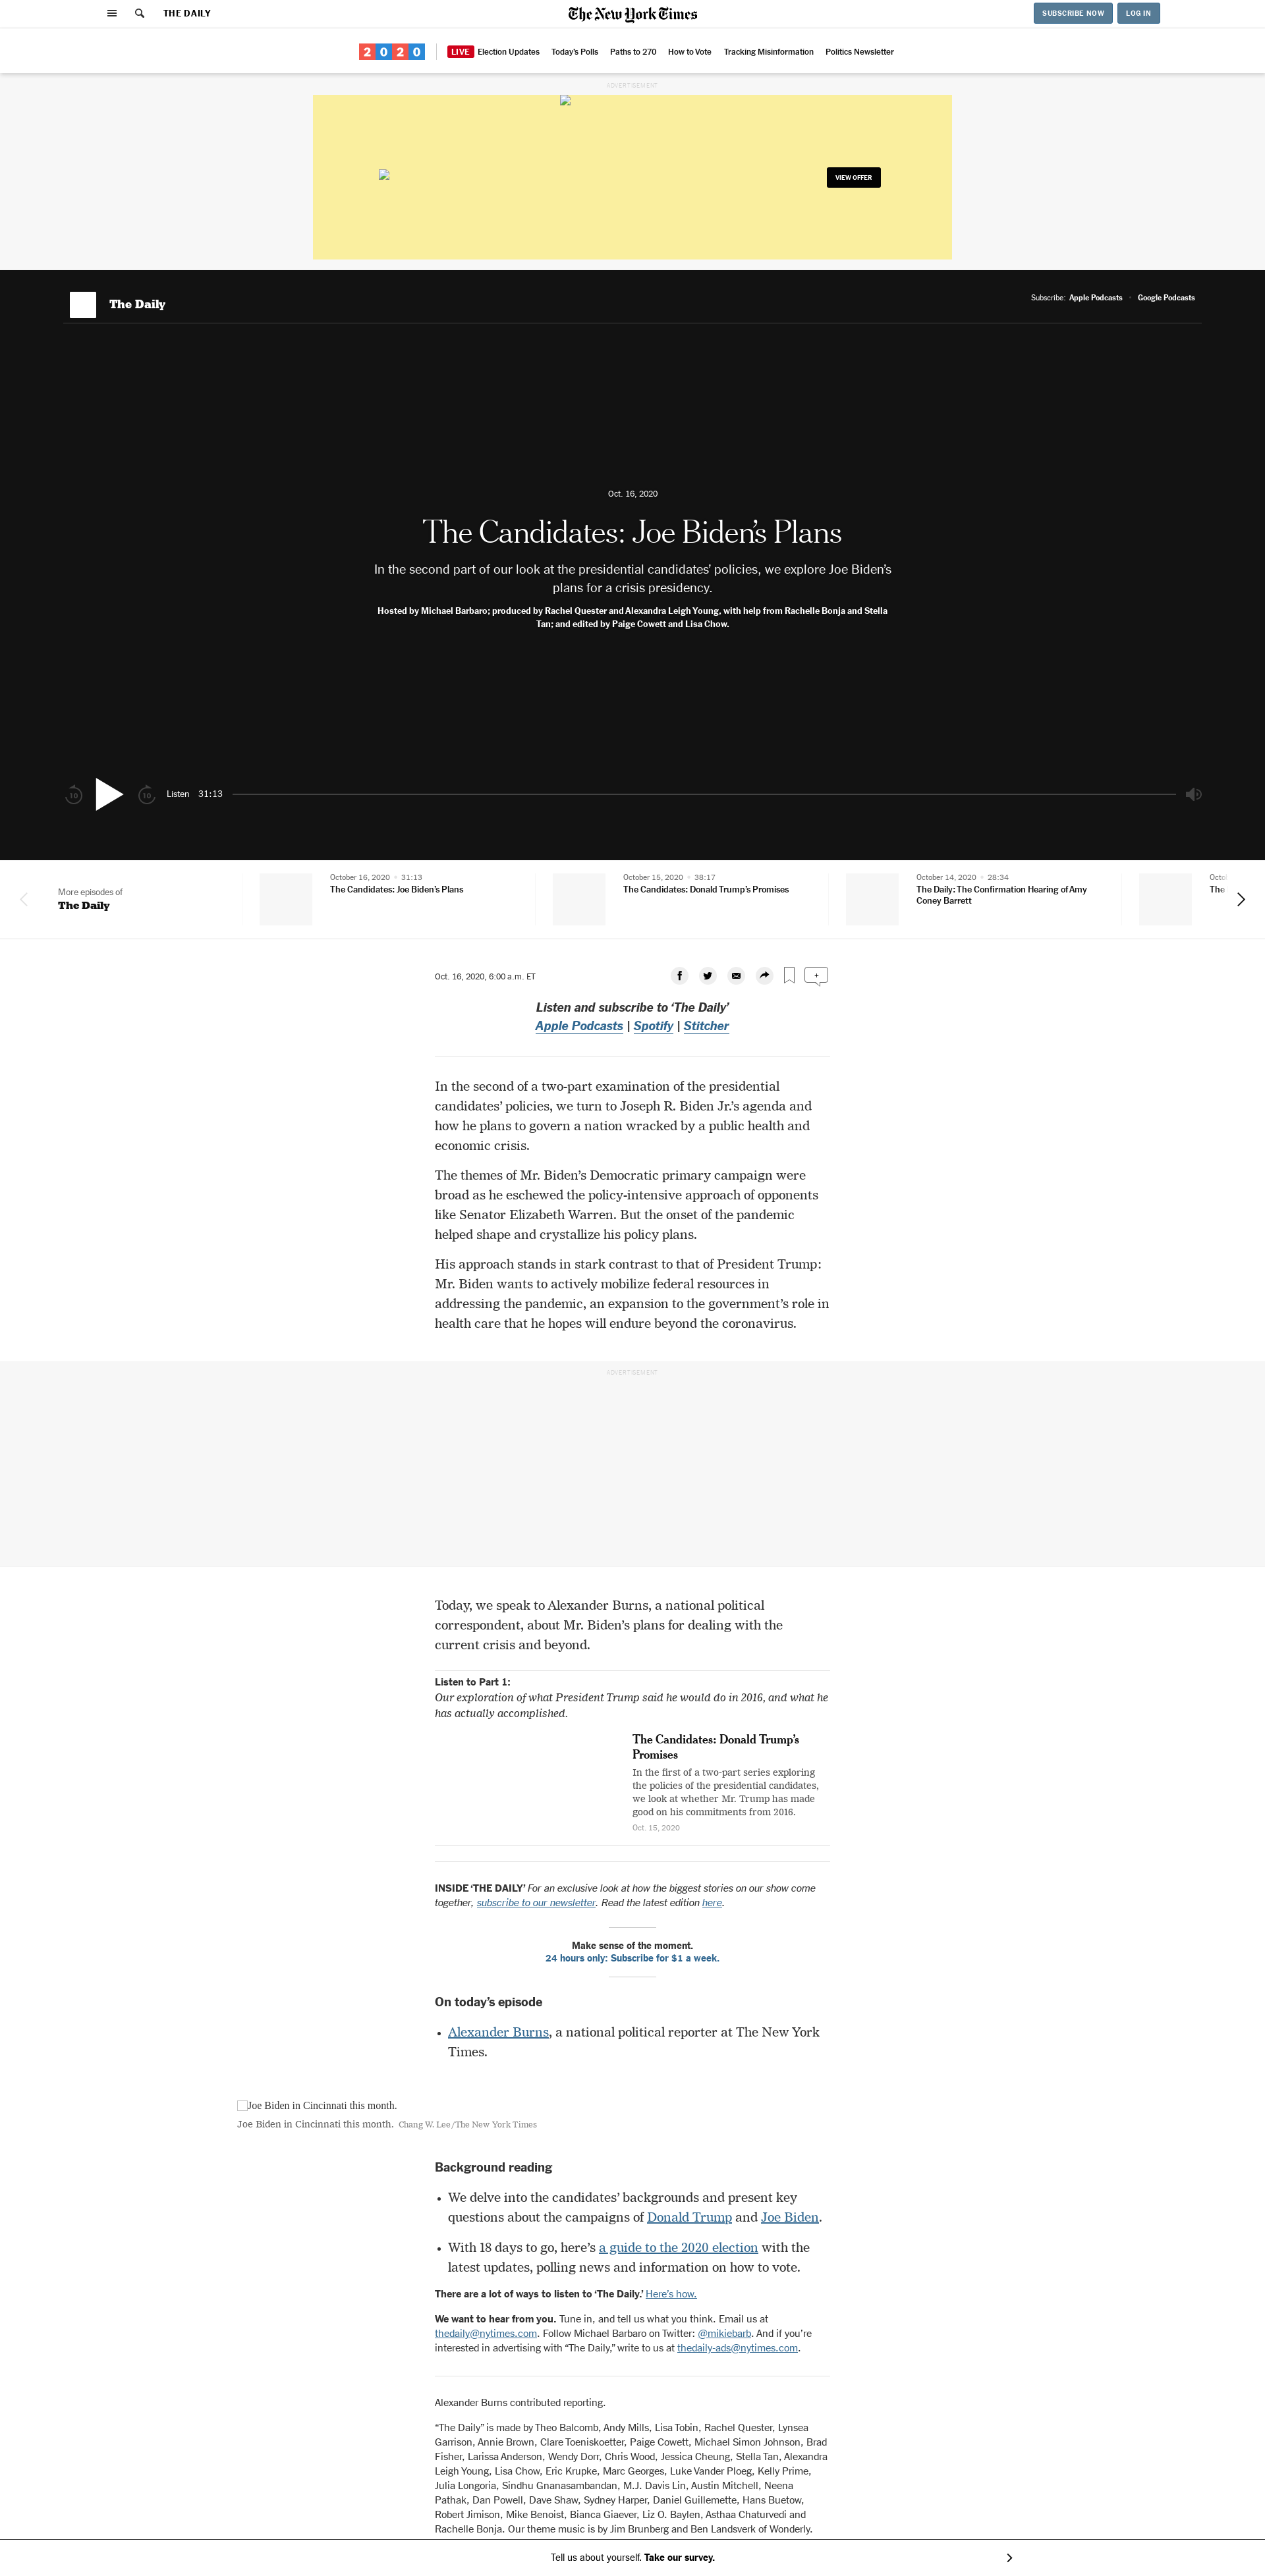 THE DAILY
The New York Times
SUBSCRIBE NOW
LOG IN
2020
LIVE Election Updates Today's Polls Paths to 270 How to Vote Tracking Misinformation Politics Newsletter
ADVERTISEMENT
VIEW OFFER
The Daily
Subscribe: Apple Podcasts • Google Podcasts
Oct. 16, 2020
The Candidates: Joe Biden’s Plans
In the second part of our look at the presidential candidates’ policies, we explore Joe Biden’s
plans for a crisis presidency.
Hosted by Michael Barbaro; produced by Rachel Quester and Alexandra Leigh Young, with help from Rachelle Bonja and Stella
Tan; and edited by Paige Cowett and Lisa Chow.
10
10
Listen 31:13
More episodes of
The Daily
October 16, 2020 • 31:13
The Candidates: Joe Biden’s Plans
October 15, 2020 • 38:17
The Candidates: Donald Trump’s Promises
October 14, 2020 • 28:34
The Daily: The Confirmation Hearing of Amy
Coney Barrett
Octo
The
Oct. 16, 2020, 6:00 a.m. ET
+
Listen and subscribe to ‘The Daily’
Apple Podcasts | Spotify | Stitcher
In the second of a two-part examination of the presidential
candidates’ policies, we turn to Joseph R. Biden Jr.’s agenda and
how he plans to govern a nation wracked by a public health and
economic crisis.
The themes of Mr. Biden’s Democratic primary campaign were
broad as he eschewed the policy-intensive approach of opponents
like Senator Elizabeth Warren. But the onset of the pandemic
helped shape and crystallize his policy plans.
His approach stands in stark contrast to that of President Trump:
Mr. Biden wants to actively mobilize federal resources in
addressing the pandemic, an expansion to the government’s role in
health care that he hopes will endure beyond the coronavirus.
ADVERTISEMENT
Today, we speak to Alexander Burns, a national political
correspondent, about Mr. Biden’s plans for dealing with the
current crisis and beyond.
Listen to Part 1:
Our exploration of what President Trump said he would do in 2016, and what he
has actually accomplished.
The Candidates: Donald Trump’s
Promises
In the first of a two-part series exploring
the policies of the presidential candidates,
we look at whether Mr. Trump has made
good on his commitments from 2016.
Oct. 15, 2020
INSIDE ‘THE DAILY’ For an exclusive look at how the biggest stories on our show come
together, subscribe to our newsletter. Read the latest edition here.
Make sense of the moment.
24 hours only: Subscribe for $1 a week.
On today’s episode
• Alexander Burns, a national political reporter at The New York
Times.
Joe Biden in Cincinnati this month.
Joe Biden in Cincinnati this month. Chang W. Lee/The New York Times
Background reading
• We delve into the candidates’ backgrounds and present key
questions about the campaigns of Donald Trump and Joe Biden.
• With 18 days to go, here’s a guide to the 2020 election with the
latest updates, polling news and information on how to vote.
There are a lot of ways to listen to ‘The Daily.’ Here’s how.
We want to hear from you. Tune in, and tell us what you think. Email us at
thedaily@nytimes.com. Follow Michael Barbaro on Twitter: @mikiebarb. And if you’re
interested in advertising with “The Daily,” write to us at thedaily-ads@nytimes.com.
Alexander Burns contributed reporting.
“The Daily” is made by Theo Balcomb, Andy Mills, Lisa Tobin, Rachel Quester, Lynsea
Garrison, Annie Brown, Clare Toeniskoetter, Paige Cowett, Michael Simon Johnson, Brad
Fisher, Larissa Anderson, Wendy Dorr, Chris Wood, Jessica Cheung, Stella Tan, Alexandra
Leigh Young, Lisa Chow, Eric Krupke, Marc Georges, Luke Vander Ploeg, Kelly Prime,
Julia Longoria, Sindhu Gnanasambandan, M.J. Davis Lin, Austin Mitchell, Neena
Pathak, Dan Powell, Dave Shaw, Sydney Harper, Daniel Guillemette, Hans Buetow,
Robert Jimison, Mike Benoist, Bianca Giaever, Liz O. Baylen, Asthaa Chaturvedi and
Rachelle Bonja. Our theme music is by Jim Brunberg and Ben Landsverk of Wonderly.
Tell us about yourself. Take our survey.